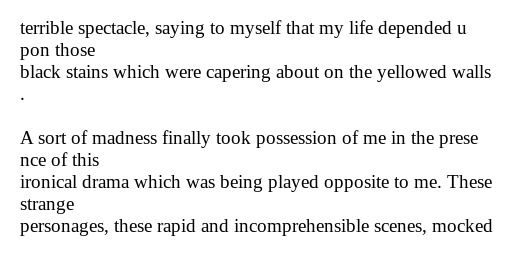 terrible spectacle, saying to myself that my life depended u
pon those
black stains which were capering about on the yellowed walls
.
A sort of madness finally took possession of me in the prese
nce of this
ironical drama which was being played opposite to me. These
strange
personages, these rapid and incomprehensible scenes, mocked